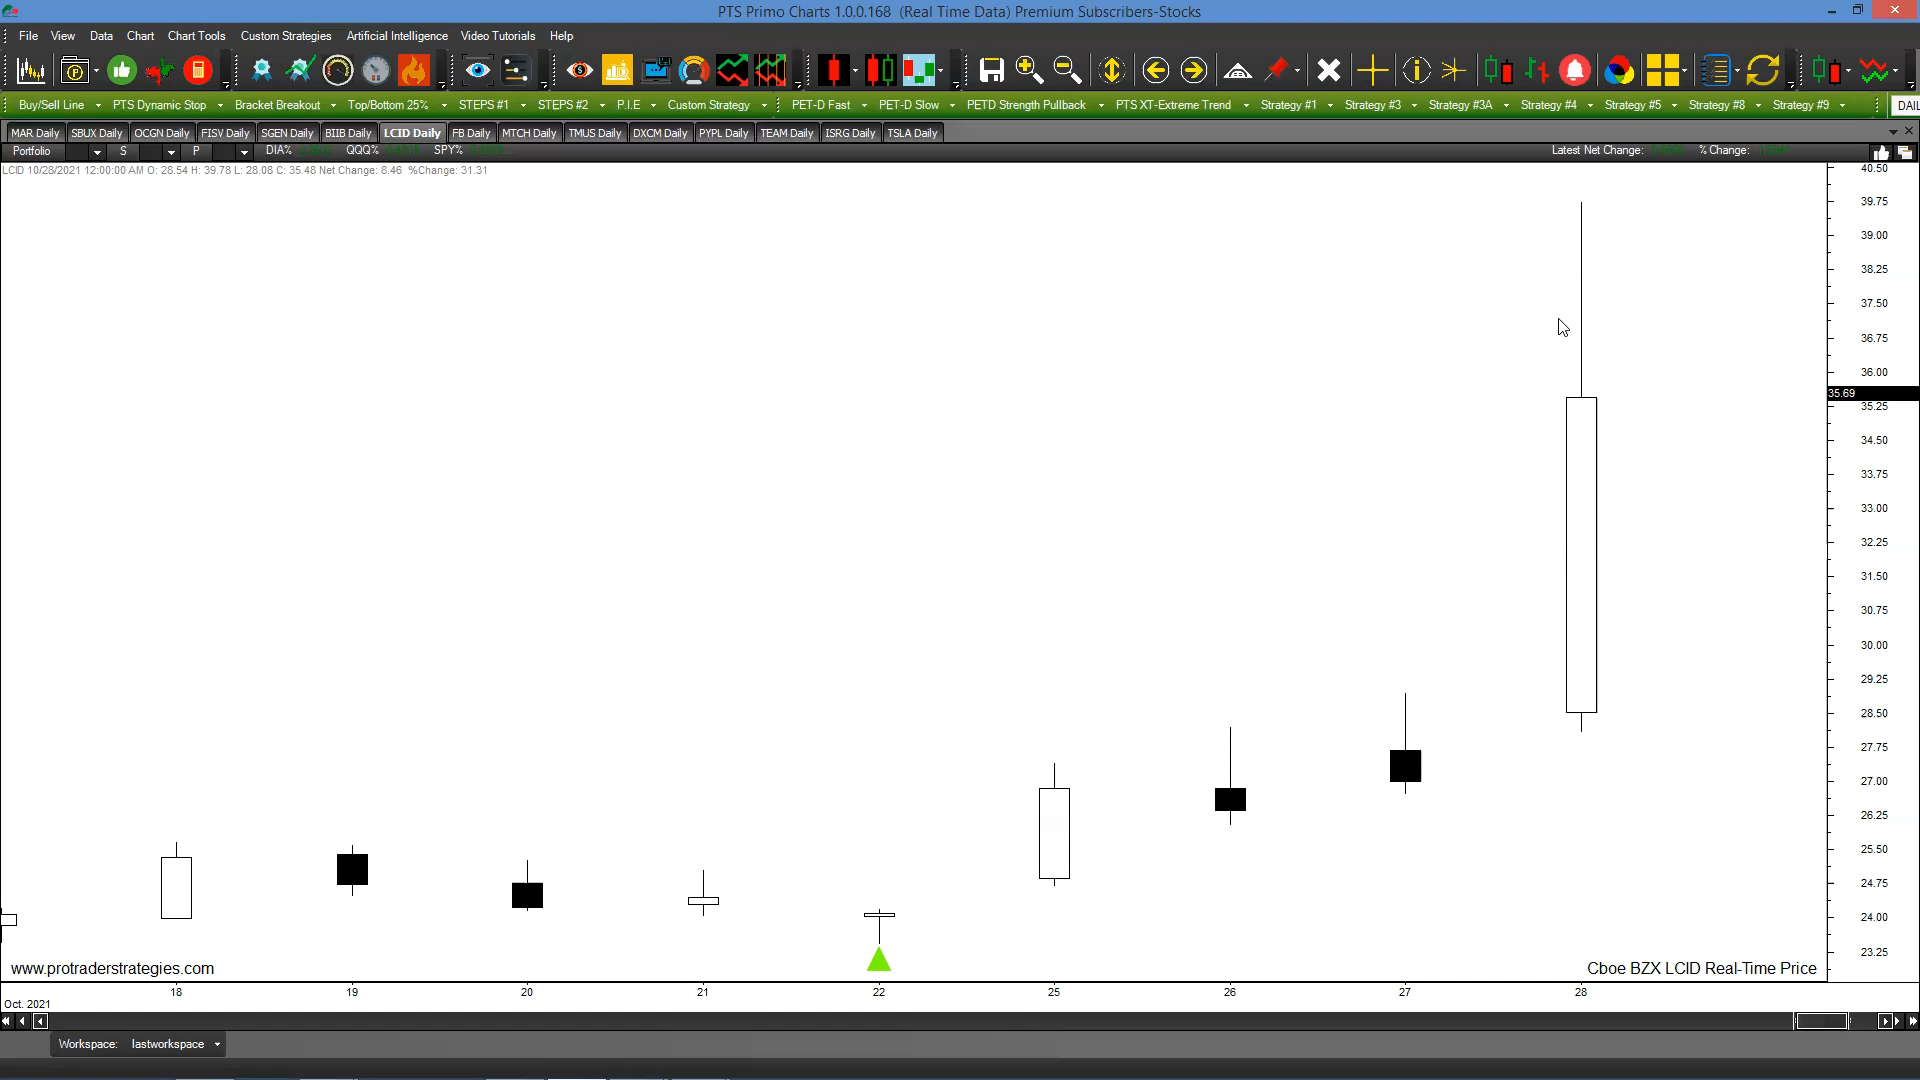 PTS Primo Charts 1.0.0.168 (Real Time Data) Premium Subscribers-Stocks
File View Data Chart Chart Tools Custom Strategies Artificial Intelligence Video Tutorials Help
Buy/Sell Line PTS Dynamic Stop Bracket Breakout Top/Bottom 25% STEPS #1 STEPS #2 P.I.E Custom Strategy PET-D Fast PET-D Slow PETD Strength Pullback PTS XT-Extreme Trend Strategy #1 Strategy #3 Strategy #3A Strategy #4 Strategy #5 Strategy #8 Strategy #9 DAIL
MAR Daily SBUX Daily OCGN Daily FISV Daily SGEN Daily BIIB Daily LCID Daily FB Daily MTCH Daily TMUS Daily DXCM Daily PYPL Daily TEAM Daily ISRG Daily TSLA Daily
Portfolio S P DIA% QQQ% SPY% Latest Net Change: % Change:
LCID 10/28/2021 12:00:00 AM O: 28.54 H: 39.78 L: 28.08 C: 35.48 Net Change: 8.46 %Change: 31.31
40.50
39.75
39.00
38.25
37.50
36.75
36.00
35.69
35.25
34.50
33.75
33.00
32.25
31.50
30.75
30.00
29.25
28.50
27.75
27.00
26.25
25.50
24.75
24.00
23.25
www.protraderstrategies.com Cboe BZX LCID Real-Time Price
18 19 20 21 22 25 26 27 28
Oct. 2021
Workspace: lastworkspace